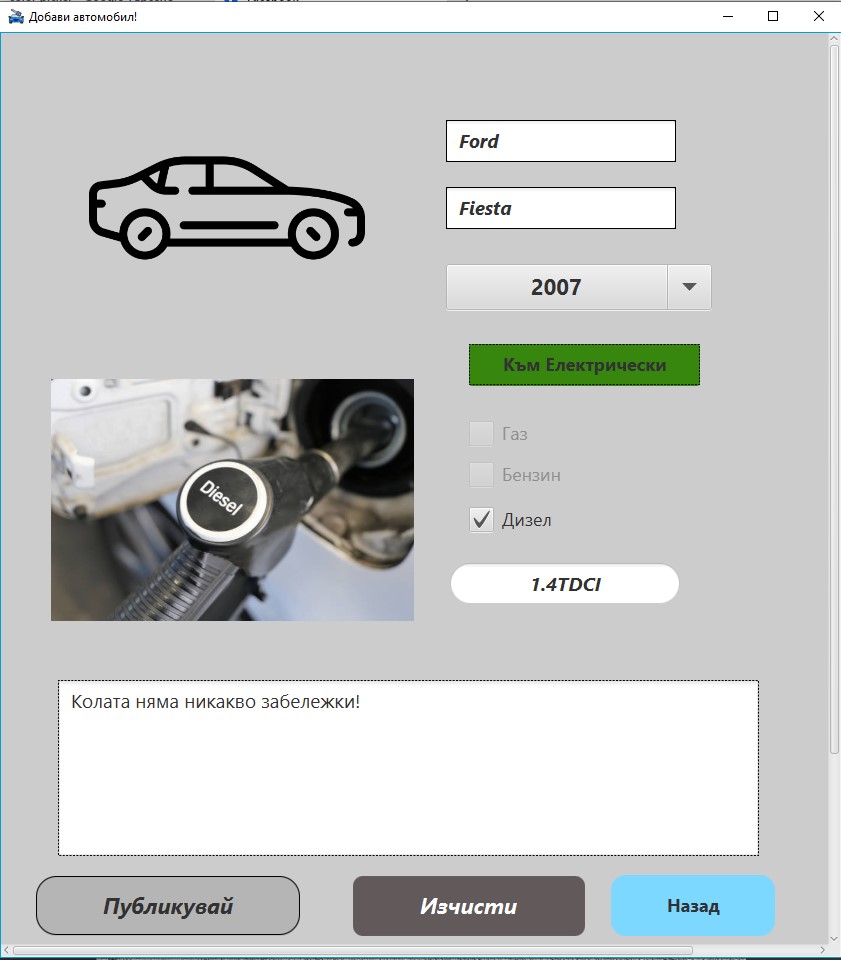 Добави автомобил!
Ford
Fiesta
2007
Към Електрически
Газ
Бензин
Diesel
Дизел
1.4TDCI
Колата няма никакво забележки!
Публикувай
Изчисти
Назад